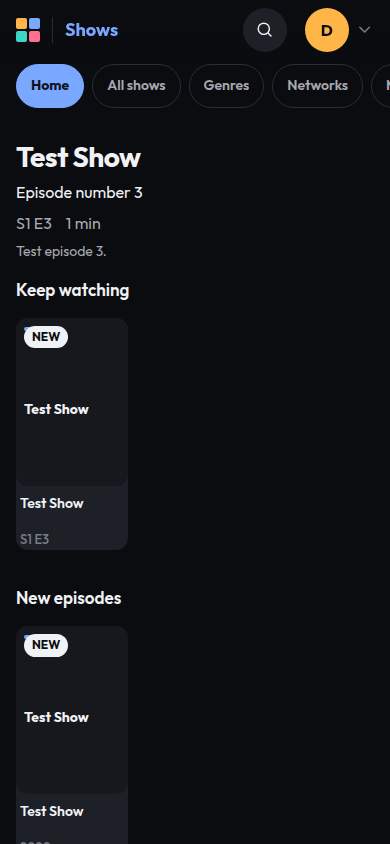 Shows
D
Home
All shows
Genres
Networks
Test Show
Episode number 3
S1 E3 1 min
Test episode 3.
Keep watching
NEW
Test Show
Test Show
S1 E3
New episodes
NEW
Test Show
Test Show